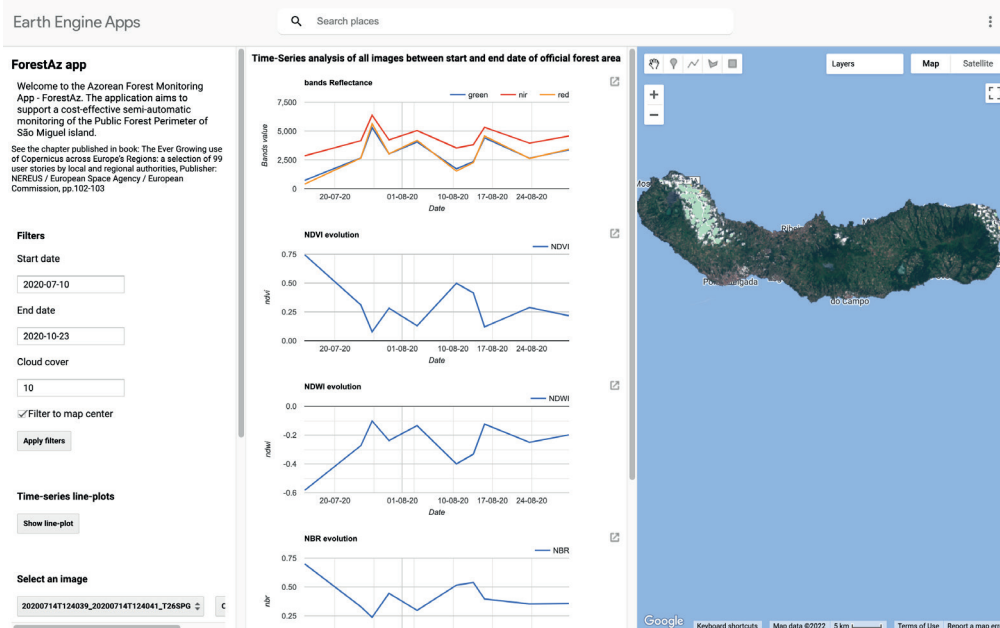 Earth Engine Apps
Search places
ForestAz app
Welcome to the Azorean Forest Monitoring
App - ForestAz. The application aims to
support a cost-effective semi-automatic
monitoring of the Public Forest Perimeter of
São Miguel island.
See the chapter published in book: The Ever Growing use
of Copernicus across Europe's Regions: a selection of 99
user stories by local and regional authorities, Publisher:
NEREUS / European Space Agency / European
Commission, pp.102-103
Filters
Start date
2020-07-10
End date
2020-10-23
Cloud cover
10
Filter to map center
Apply filters
Time-series line-plots
Show line-plot
Select an image
20200714T124039_20200714T124041_T26SPG
Time-Series analysis of all images between start and end date of official forest area
bands Reflectance
green nir red
7,500
5,000
2,500
0
Bands value
20-07-20 01-08-20 10-08-20 17-08-20 24-08-20
Date
NDVI evolution
NDVI
0.75
0.50
0.25
0.00
ndvi
20-07-20 01-08-20 10-08-20 17-08-20 24-08-20
Date
NDWI evolution
NDWI
0.0
-0.2
-0.4
-0.6
ndwi
20-07-20 01-08-20 10-08-20 17-08-20 24-08-20
Date
NBR evolution
NBR
0.75
0.50
0.25
nbr
Layers
Map Satellite
Mos
Ribei
do Campo
Google
Keyboard shortcuts Map data ©2022 5 km Terms of Use Report a map err